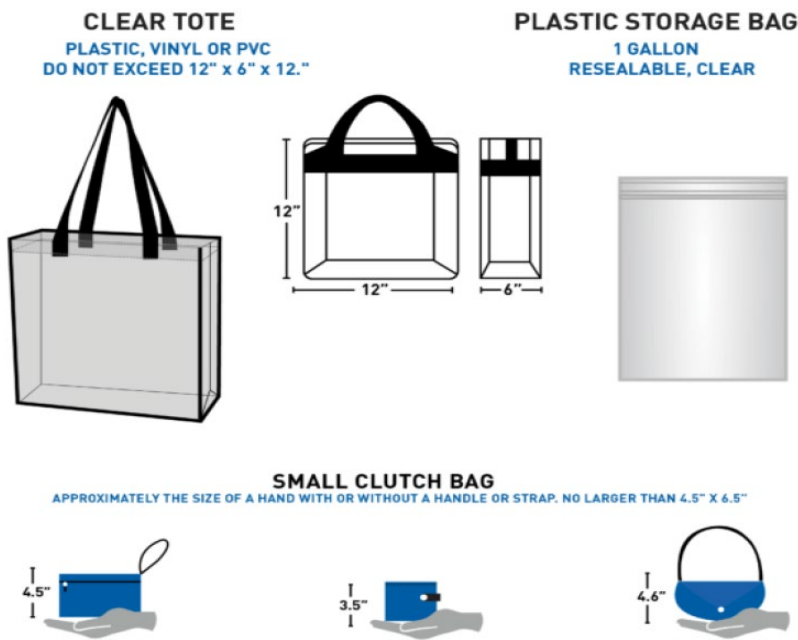 CLEAR TOTE
PLASTIC, VINYL OR PVC
DO NOT EXCEED 12" x 6" x 12."
PLASTIC STORAGE BAG
1 GALLON
RESEALABLE, CLEAR
12"
12"
6"
SMALL CLUTCH BAG
APPROXIMATELY THE SIZE OF A HAND WITH OR WITHOUT A HANDLE OR STRAP. NO LARGER THAN 4.5" X 6.5"
4.5"
3.5"
4.6"